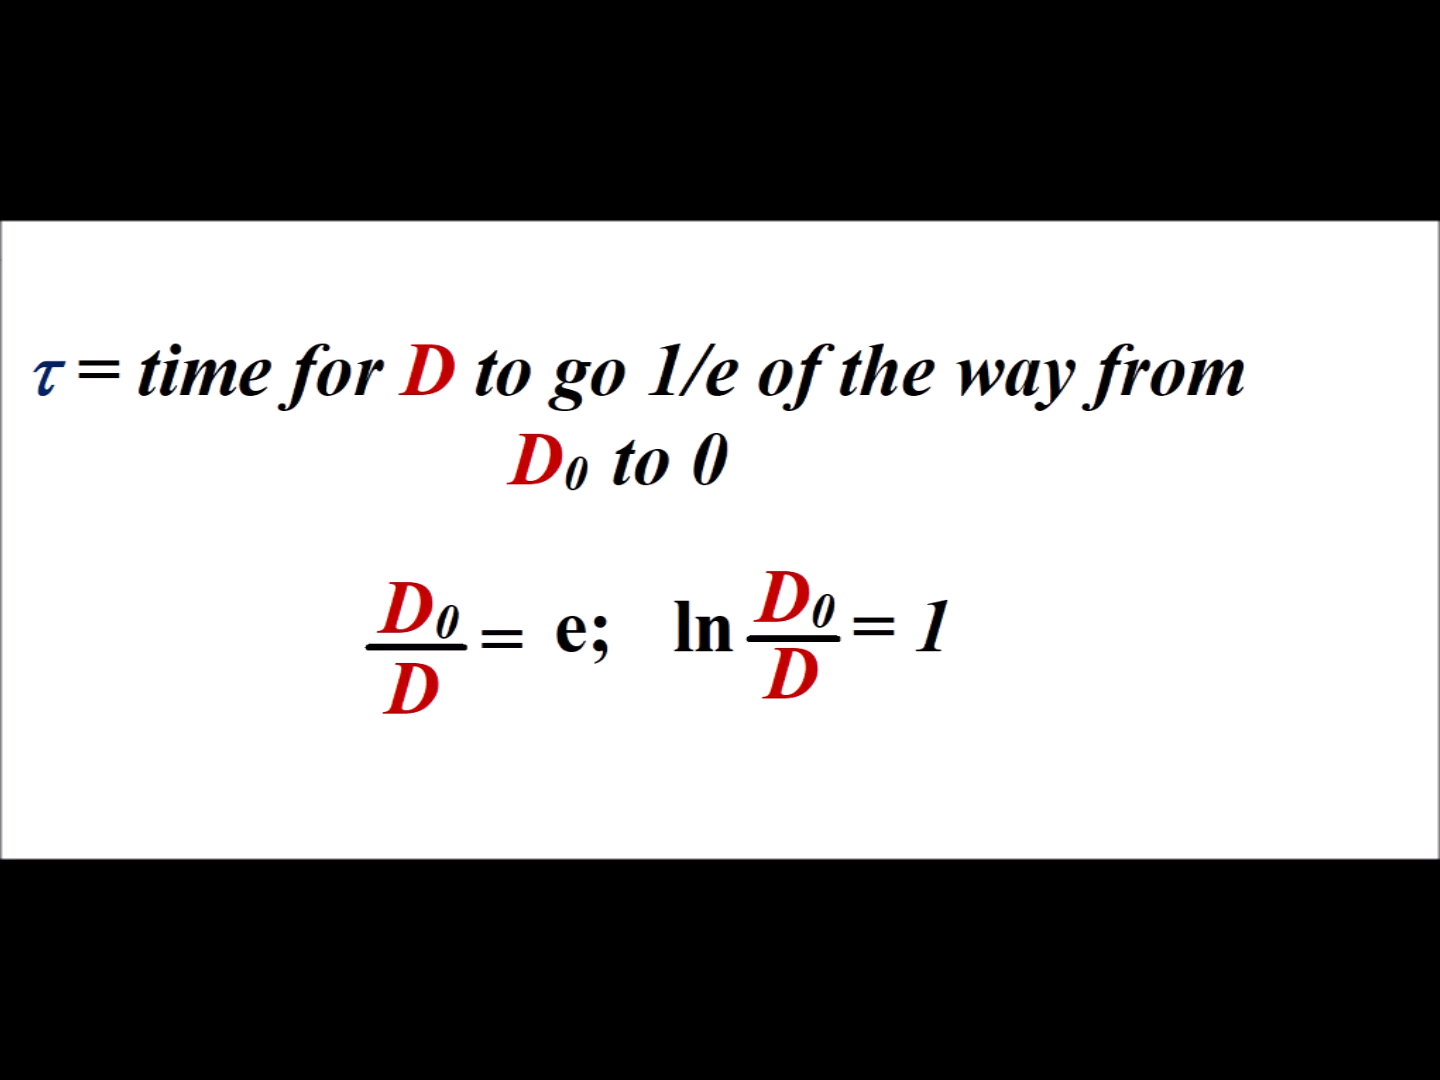 τ = time for D to go 1/e of the way from
D₀ to 0
D₀/D = e; ln D₀/D = 1